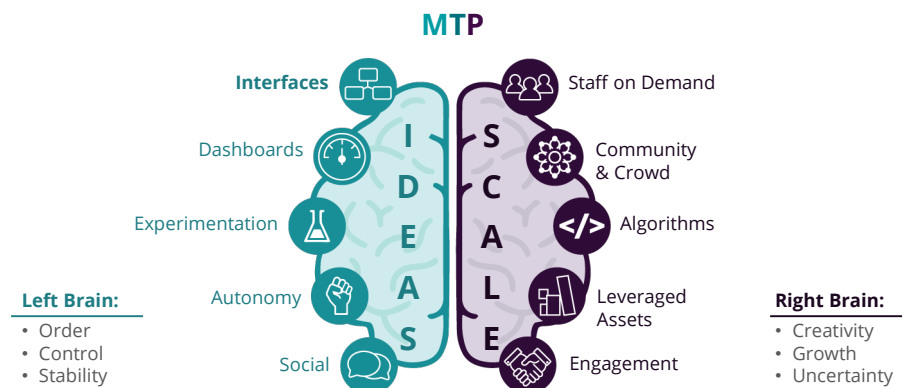 MTP
Interfaces
Dashboards
Experimentation
Autonomy
Social
I
D
E
A
S
S
C
A
L
E
Staff on Demand
Community
& Crowd
</>
Algorithms
Leveraged
Assets
Engagement
Left Brain:
• Order
• Control
• Stability
Right Brain:
• Creativity
• Growth
• Uncertainty